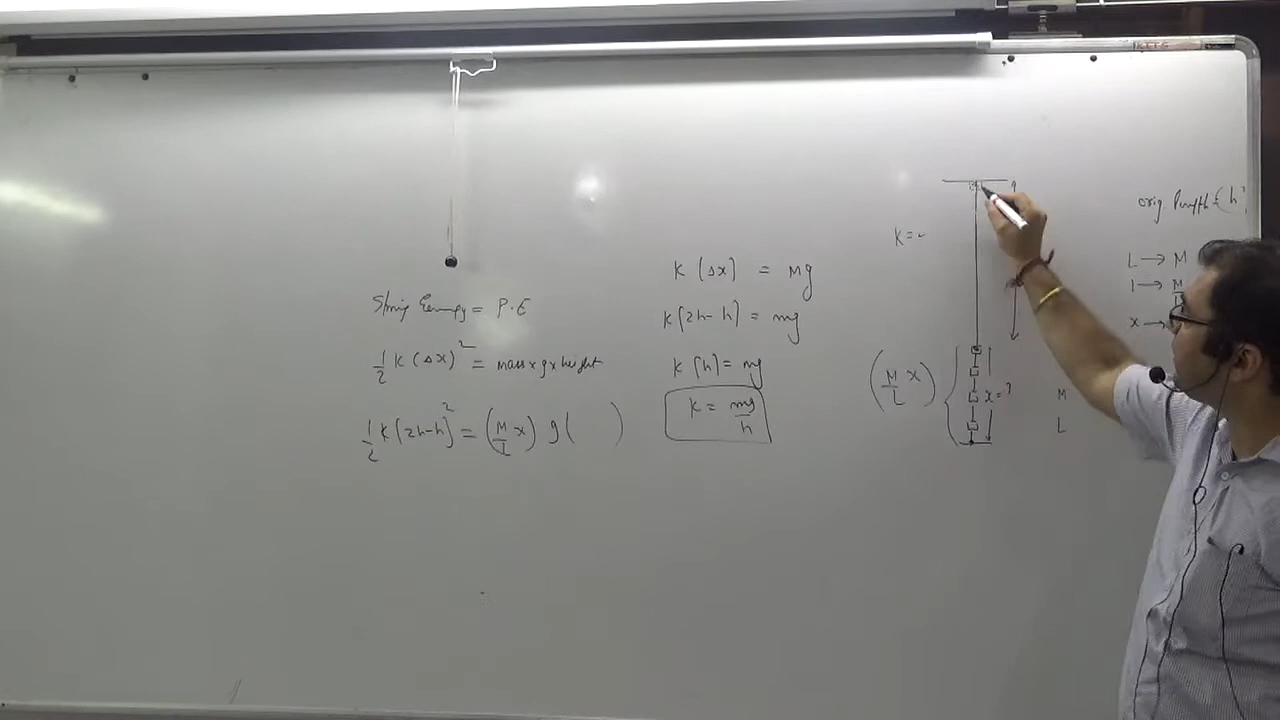 String Energy = P.E
½ K (Δx)² = mass x g x height
½ K [2h-h]² = (M/L x) g (     )
K (Δx) = Mg
K [2h-h] = mg
K [h] = mg
K = mg/h
K =
(M/L x)
x = ?
M
L
orig length
L → M
1 → M
x →